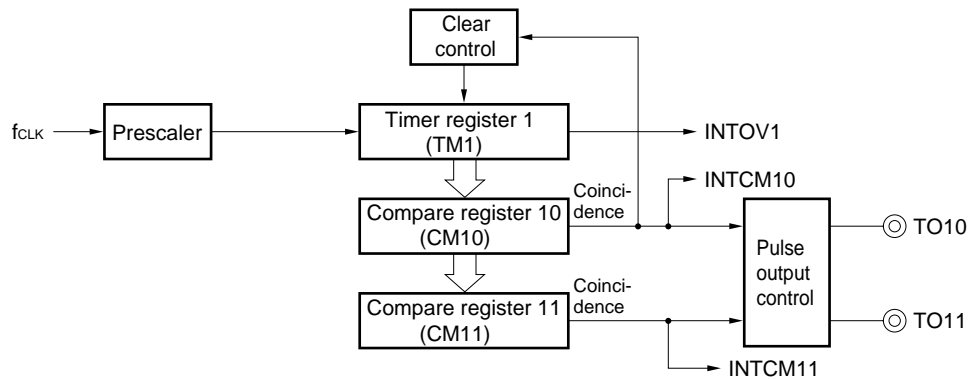 Clear
control
fCLK
Prescaler
Timer register 1
(TM1)
INTOV1
Coinci-
dence
INTCM10
Compare register 10
(CM10)
TO10
Pulse
output
control
Coinci-
dence
Compare register 11
(CM11)
TO11
INTCM11